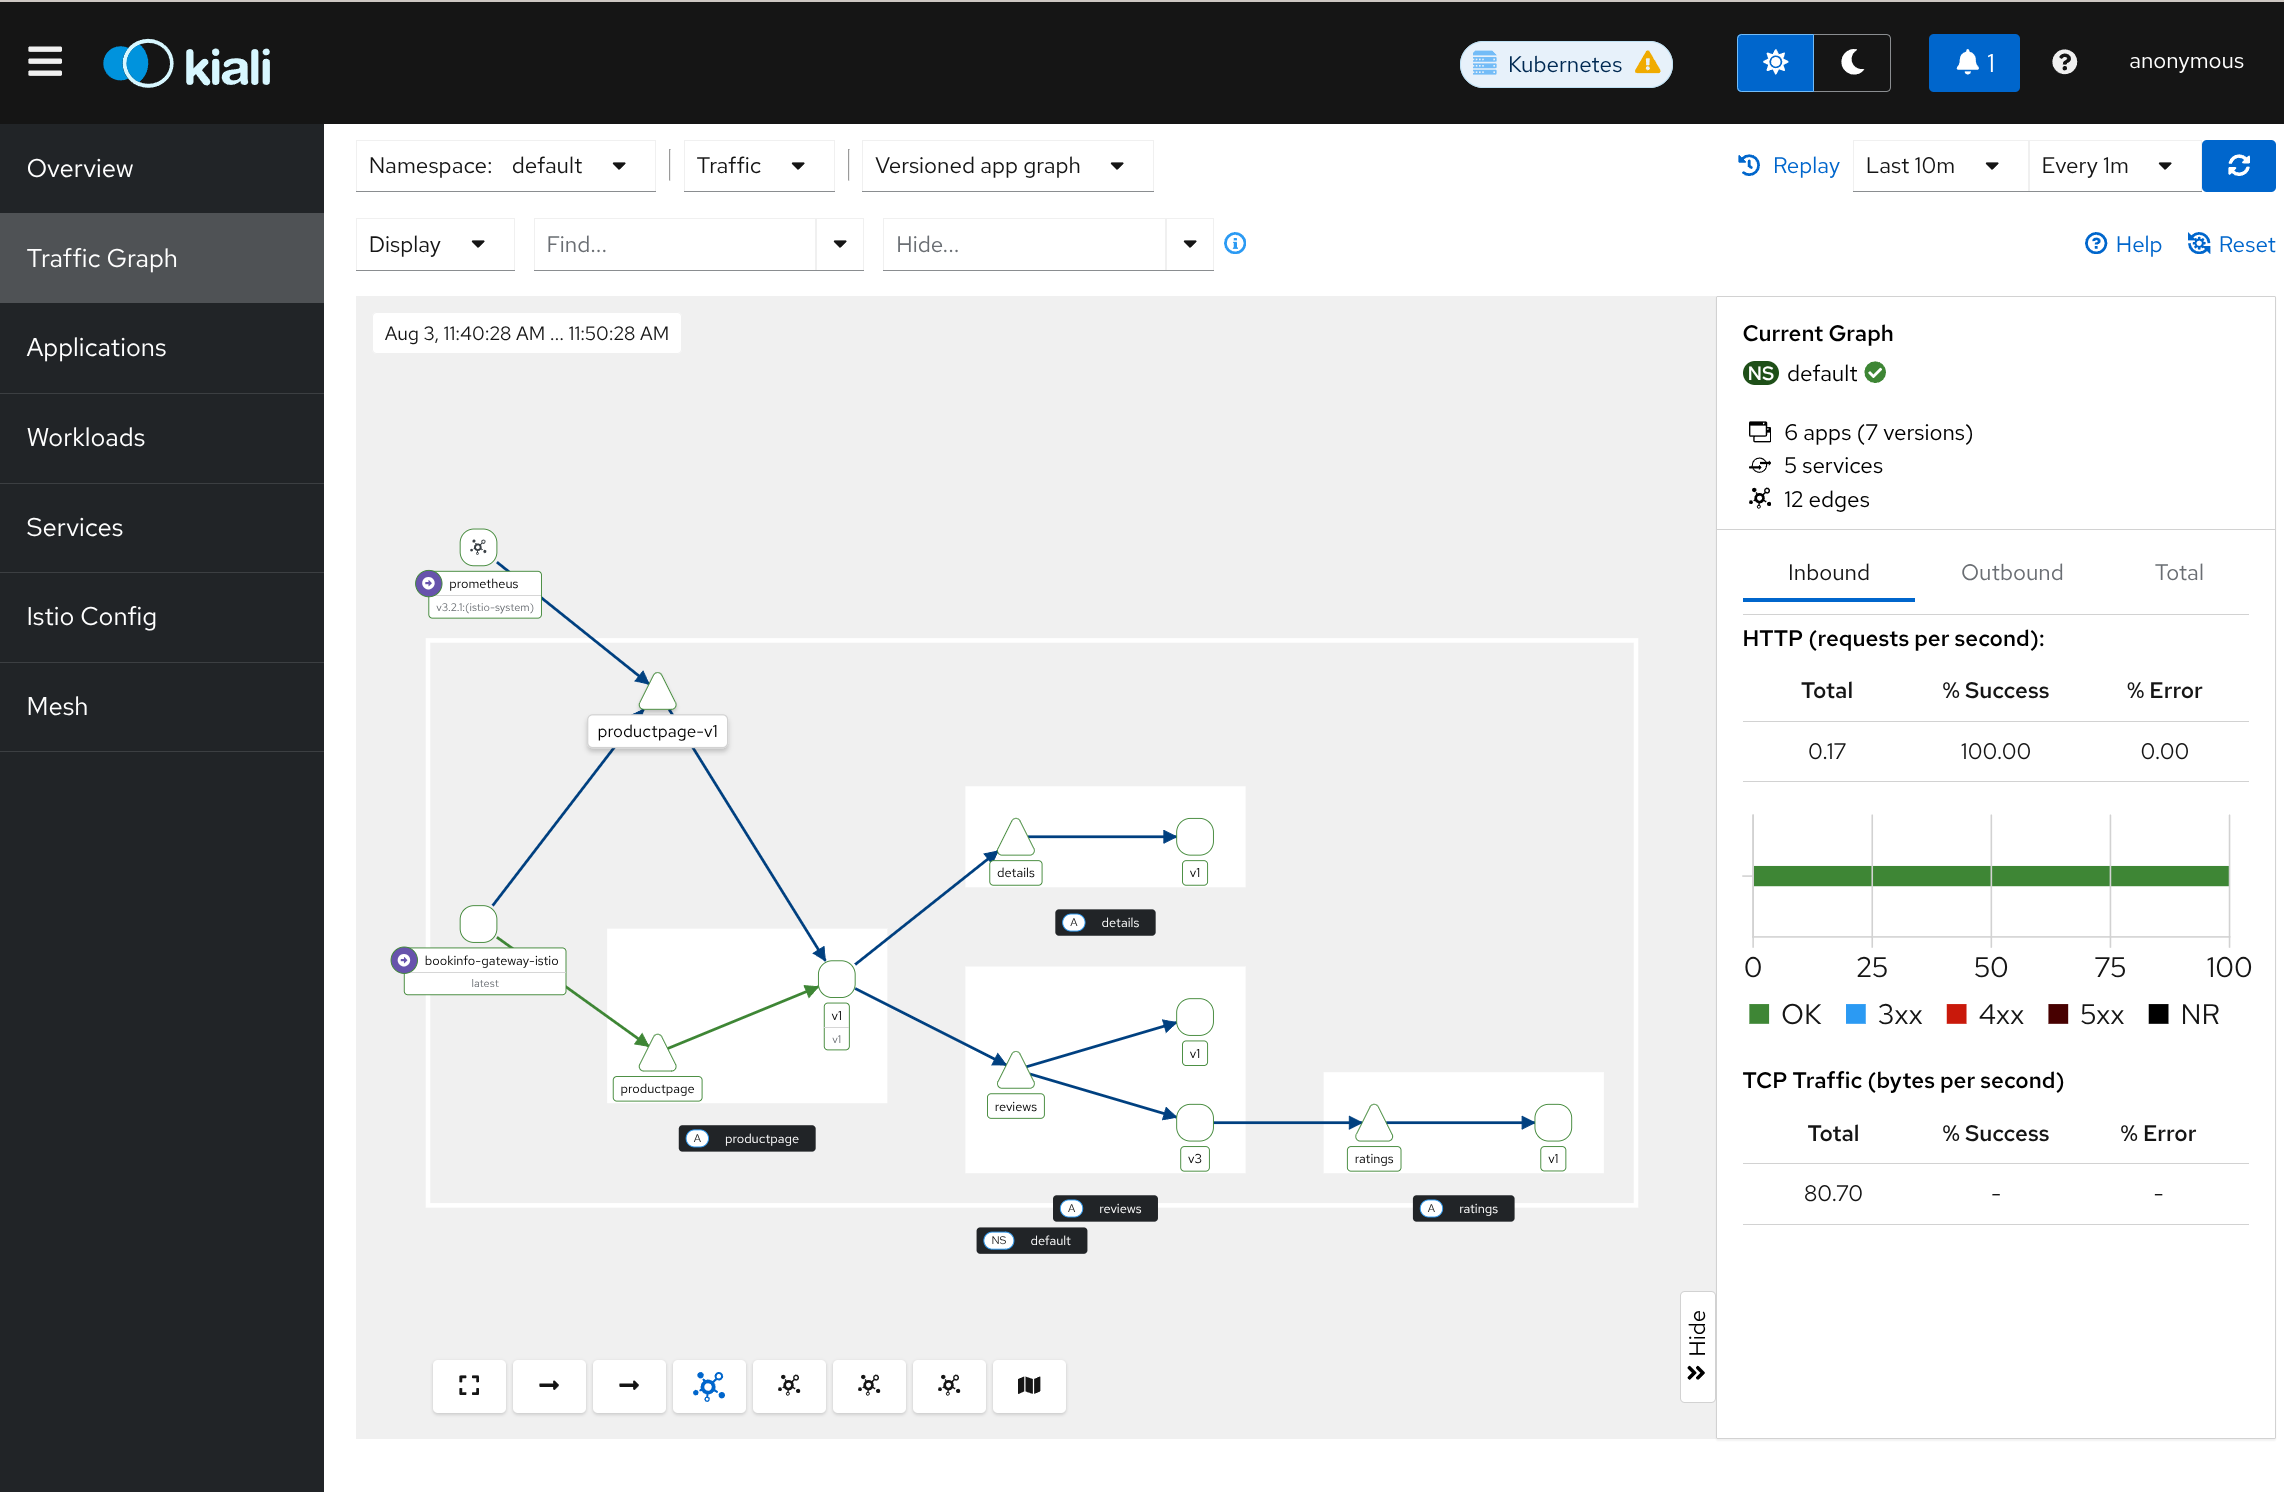 kiali
Kubernetes
1
anonymous
Overview
Traffic Graph
Applications
Workloads
Services
Istio Config
Mesh
Namespace: default
Traffic
Versioned app graph
Replay
Last 10m
Every 1m
Display
Find...
Hide...
Help
Reset
Aug 3, 11:40:28 AM ... 11:50:28 AM
prometheus
v3.2.1:(istio-system)
productpage-v1
bookinfo-gateway-istio
latest
productpage
v1
v1
A productpage
details
v1
A details
reviews
v1
v3
A reviews
NS default
ratings
v1
A ratings
Hide
Current Graph
NS default
6 apps (7 versions)
5 services
12 edges
Inbound Outbound Total
HTTP (requests per second):
Total % Success % Error
0.17 100.00 0.00
0 25 50 75 100
OK 3xx 4xx 5xx NR
TCP Traffic (bytes per second)
Total % Success % Error
80.70 - -